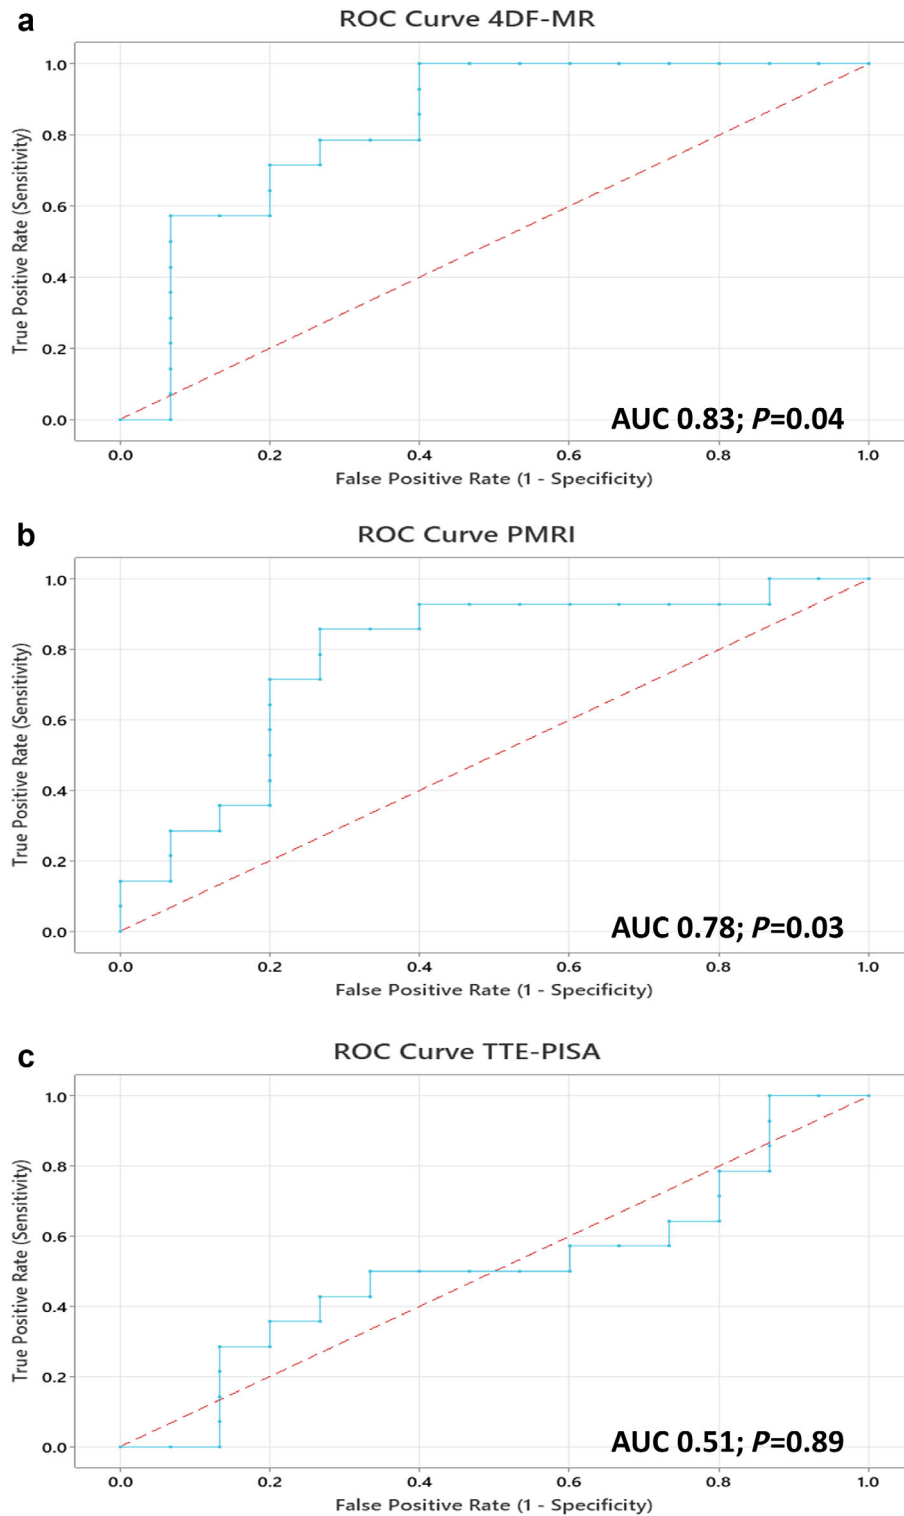 a
ROC Curve 4DF-MR
True Positive Rate (Sensitivity)
1.0
0.8
0.6
0.4
0.2
0.0
AUC 0.83; P=0.04
0.0 0.2 0.4 0.6 0.8 1.0
False Positive Rate (1 - Specificity)
b
ROC Curve PMRI
True Positive Rate (Sensitivity)
1.0
0.8
0.6
0.4
0.2
0.0
AUC 0.78; P=0.03
0.0 0.2 0.4 0.6 0.8 1.0
False Positive Rate (1 - Specificity)
c
ROC Curve TTE-PISA
True Positive Rate (Sensitivity)
1.0
0.8
0.6
0.4
0.2
0.0
AUC 0.51; P=0.89
0.0 0.2 0.4 0.6 0.8 1.0
False Positive Rate (1 - Specificity)